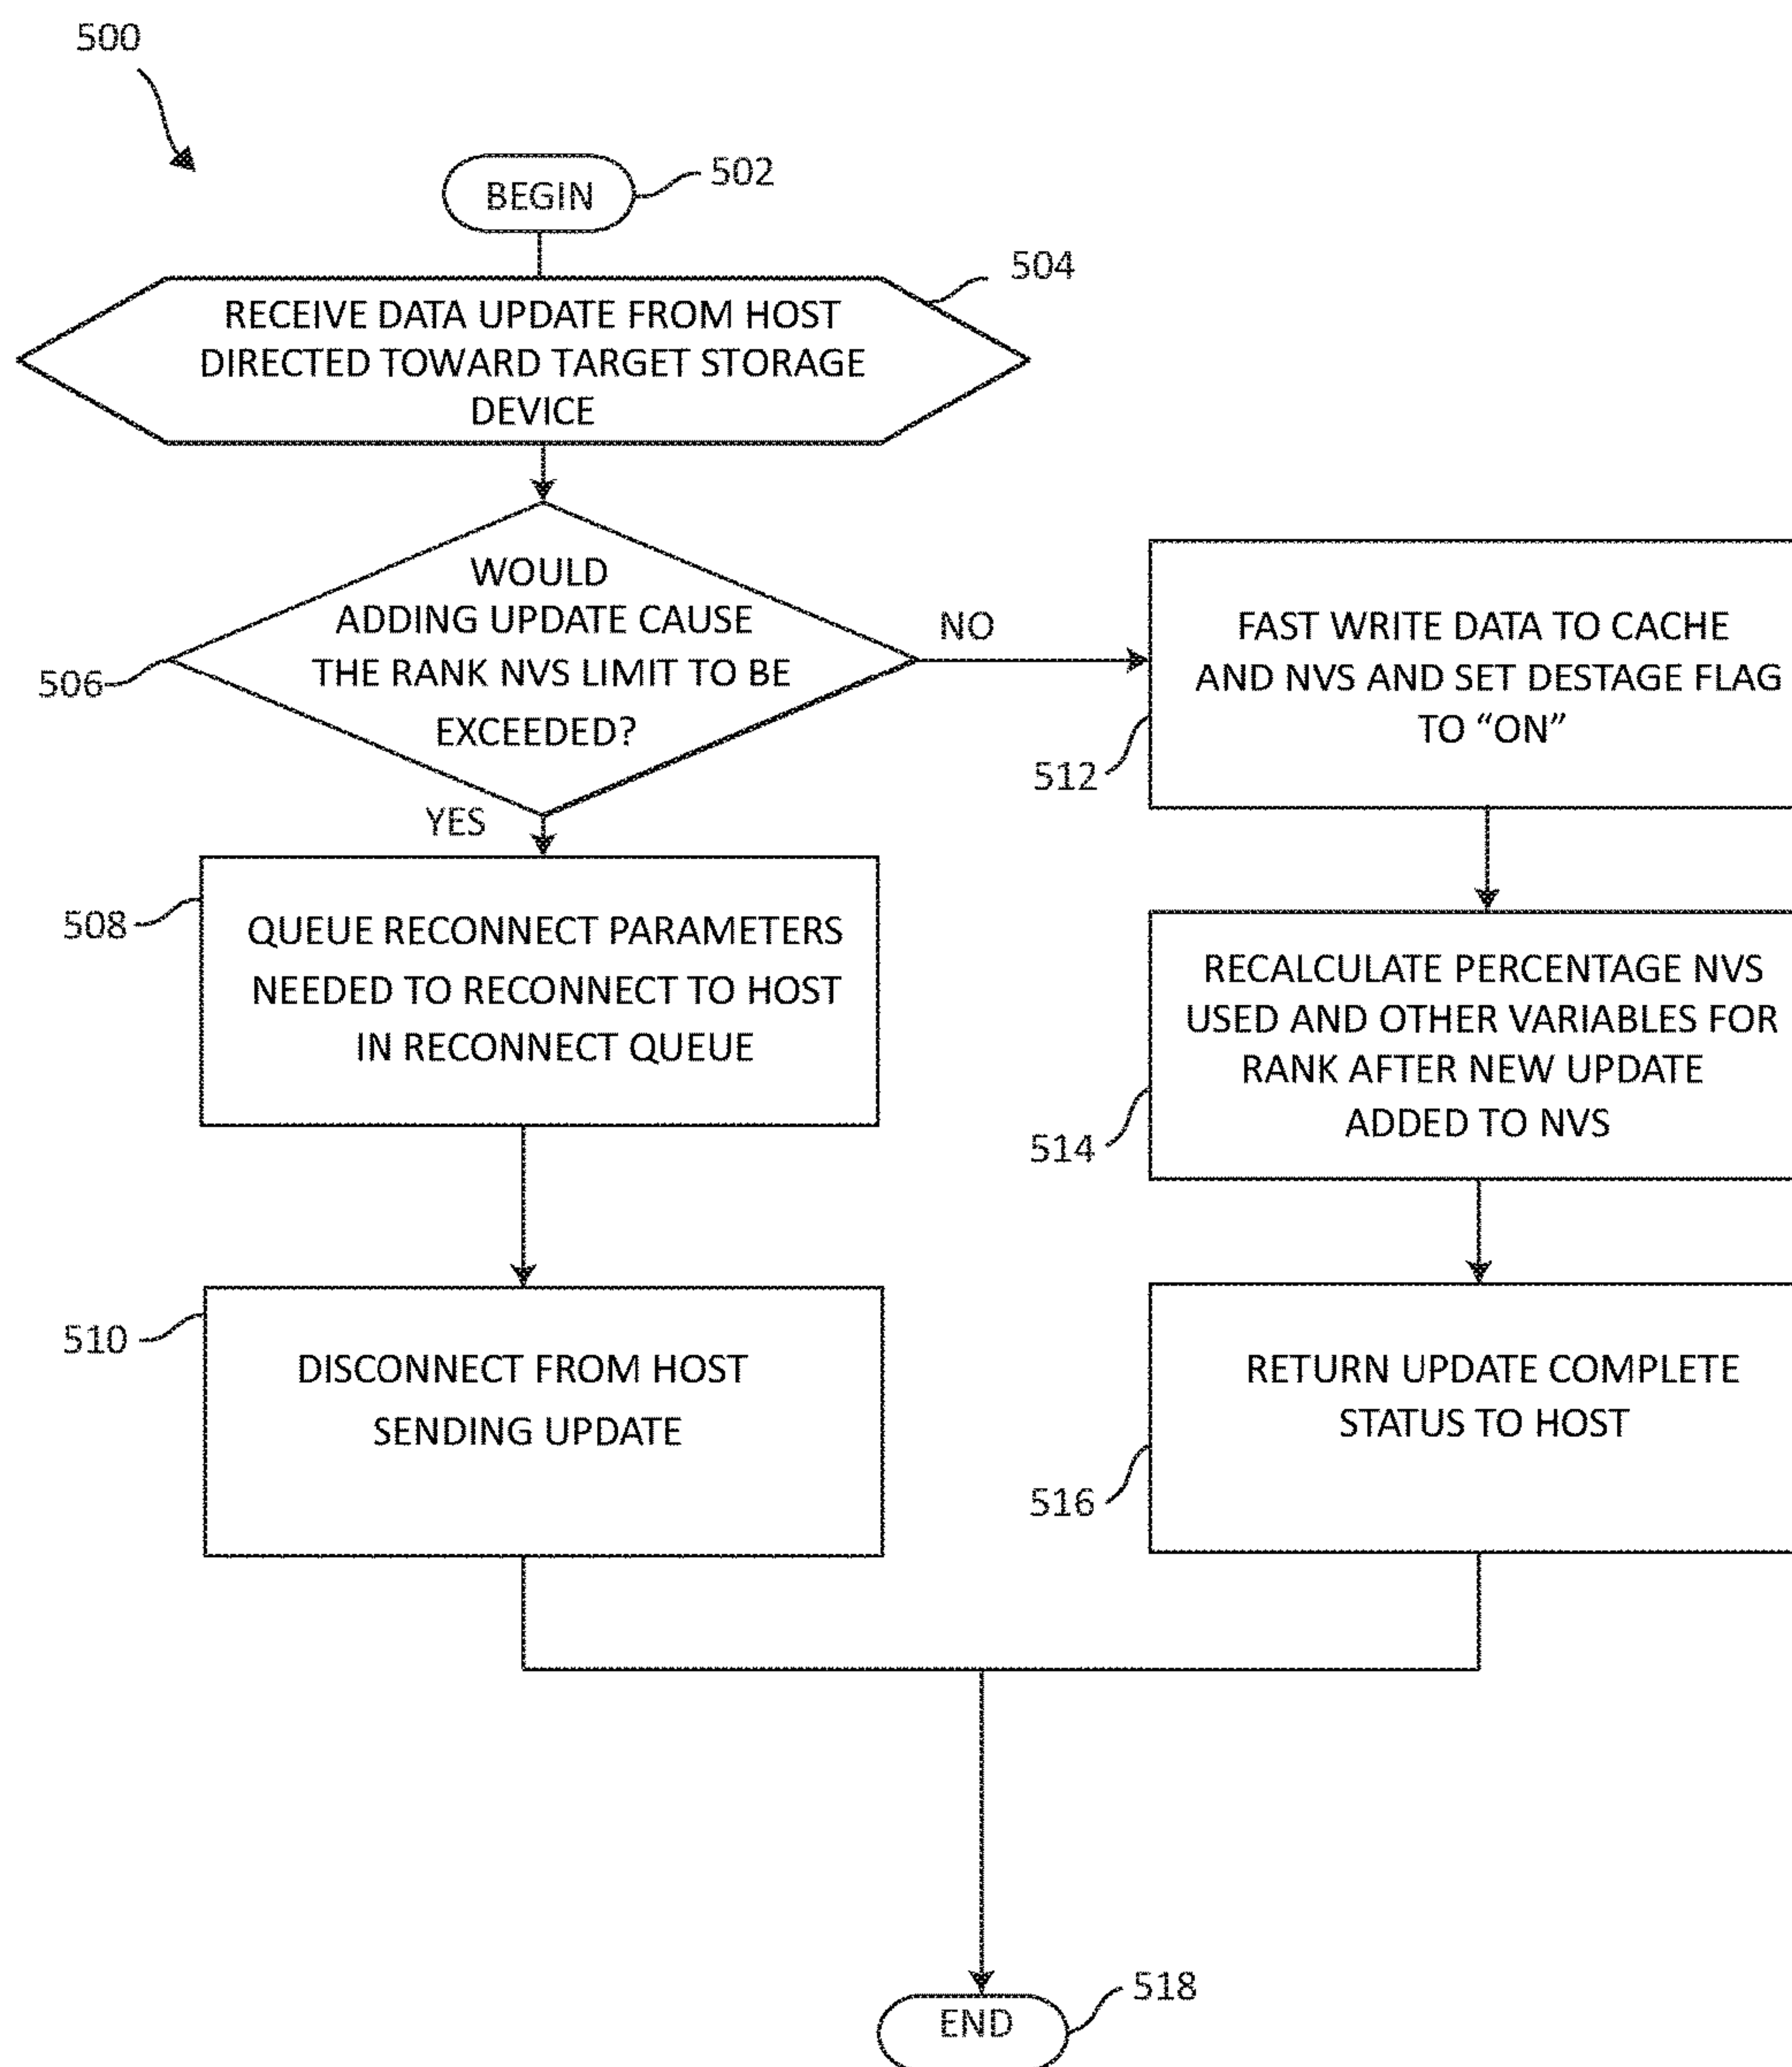 500
BEGIN
502
504
RECEIVE DATA UPDATE FROM HOST
DIRECTED TOWARD TARGET STORAGE
DEVICE
WOULD
ADDING UPDATE CAUSE
THE RANK NVS LIMIT TO BE
EXCEEDED?
506
NO
YES
FAST WRITE DATA TO CACHE
AND NVS AND SET DESTAGE FLAG
TO “ON”
512
508
QUEUE RECONNECT PARAMETERS
NEEDED TO RECONNECT TO HOST
IN RECONNECT QUEUE
RECALCULATE PERCENTAGE NVS
USED AND OTHER VARIABLES FOR
RANK AFTER NEW UPDATE
ADDED TO NVS
514
510
DISCONNECT FROM HOST
SENDING UPDATE
RETURN UPDATE COMPLETE
STATUS TO HOST
516
518
END